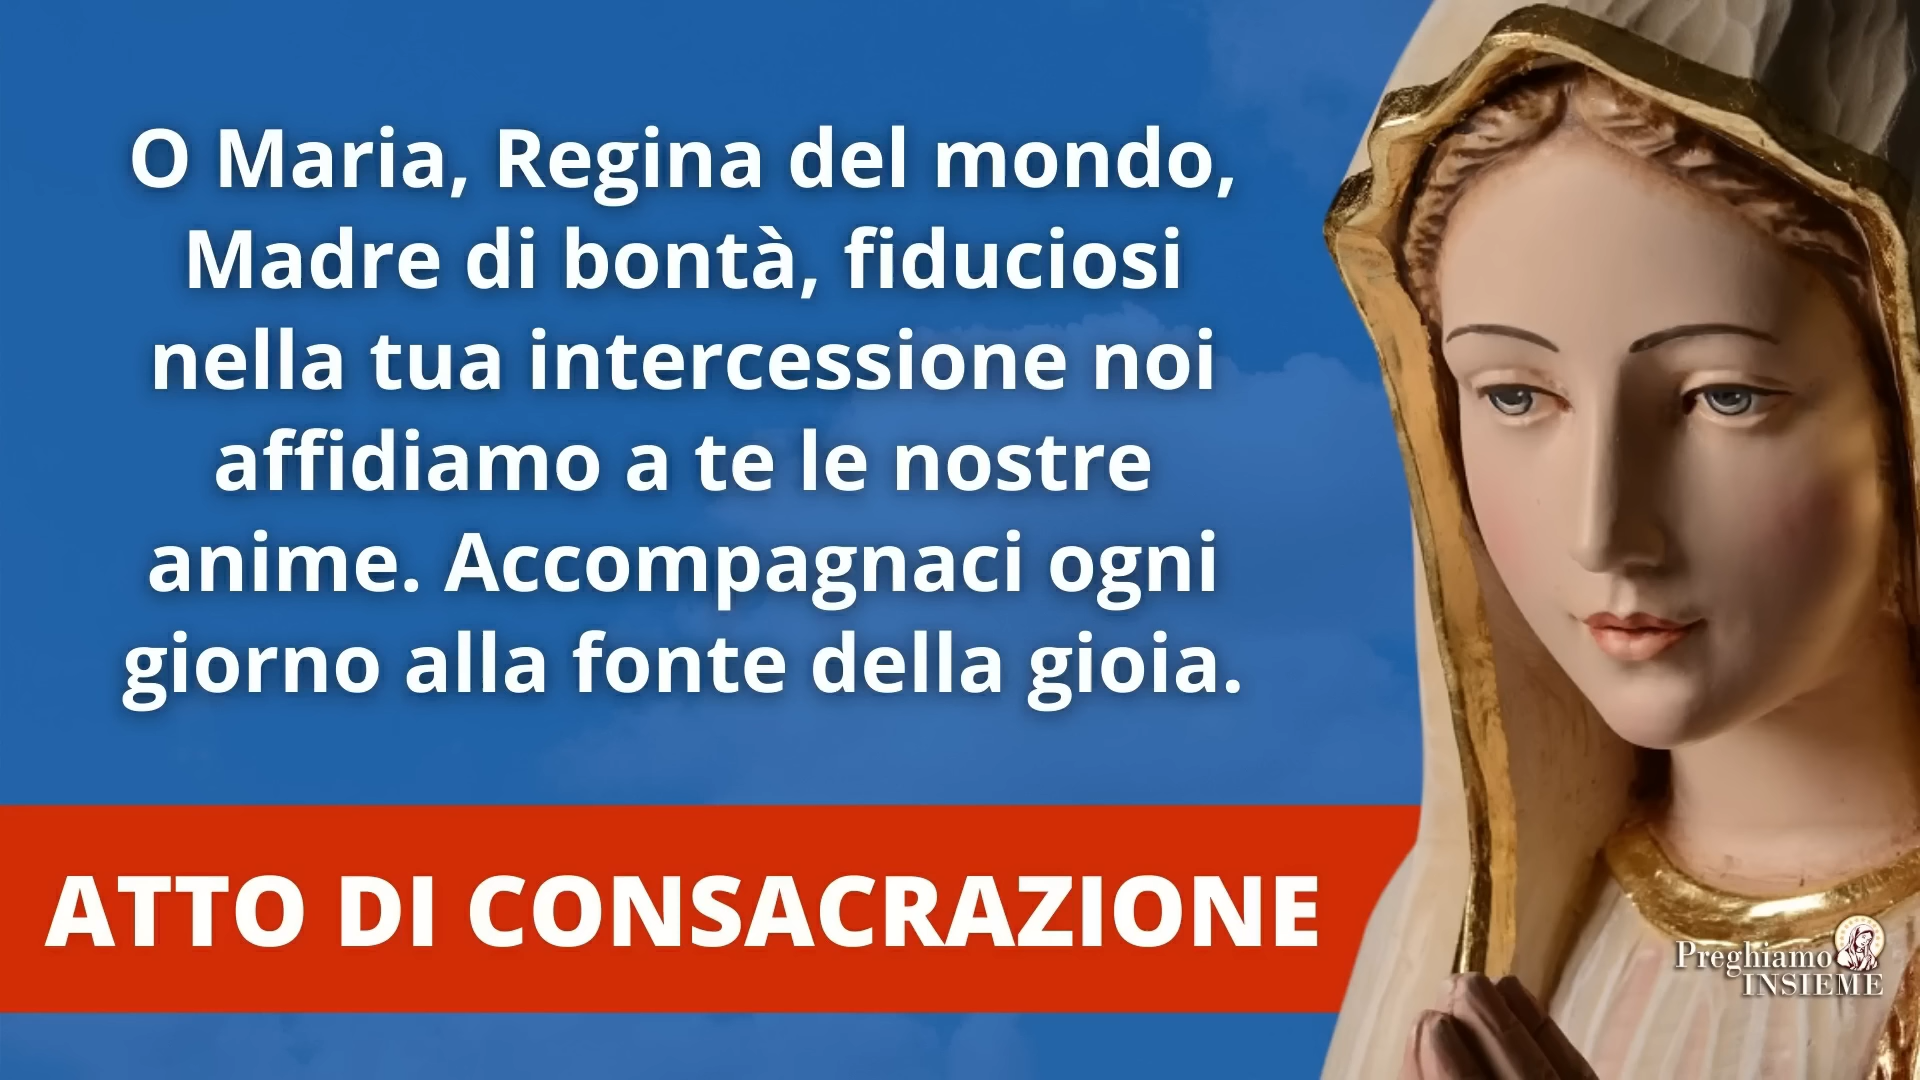 O Maria, Regina del mondo,
Madre di bontà, fiduciosi
nella tua intercessione noi
affidiamo a te le nostre
anime. Accompagnaci ogni
giorno alla fonte della gioia.
ATTO DI CONSACRAZIONE
Preghiamo
INSIEME